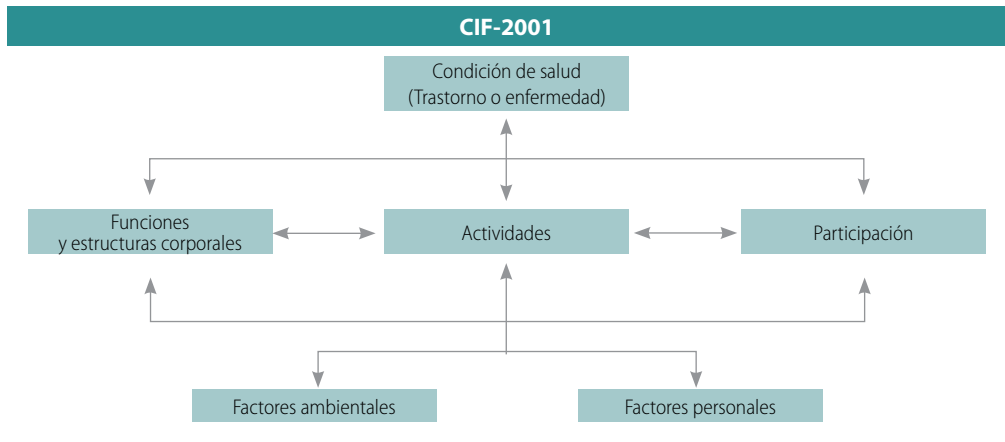 CIF-2001
Condición de salud
(Trastorno o enfermedad)
Funciones
y estructuras corporales
Actividades
Participación
Factores ambientales
Factores personales